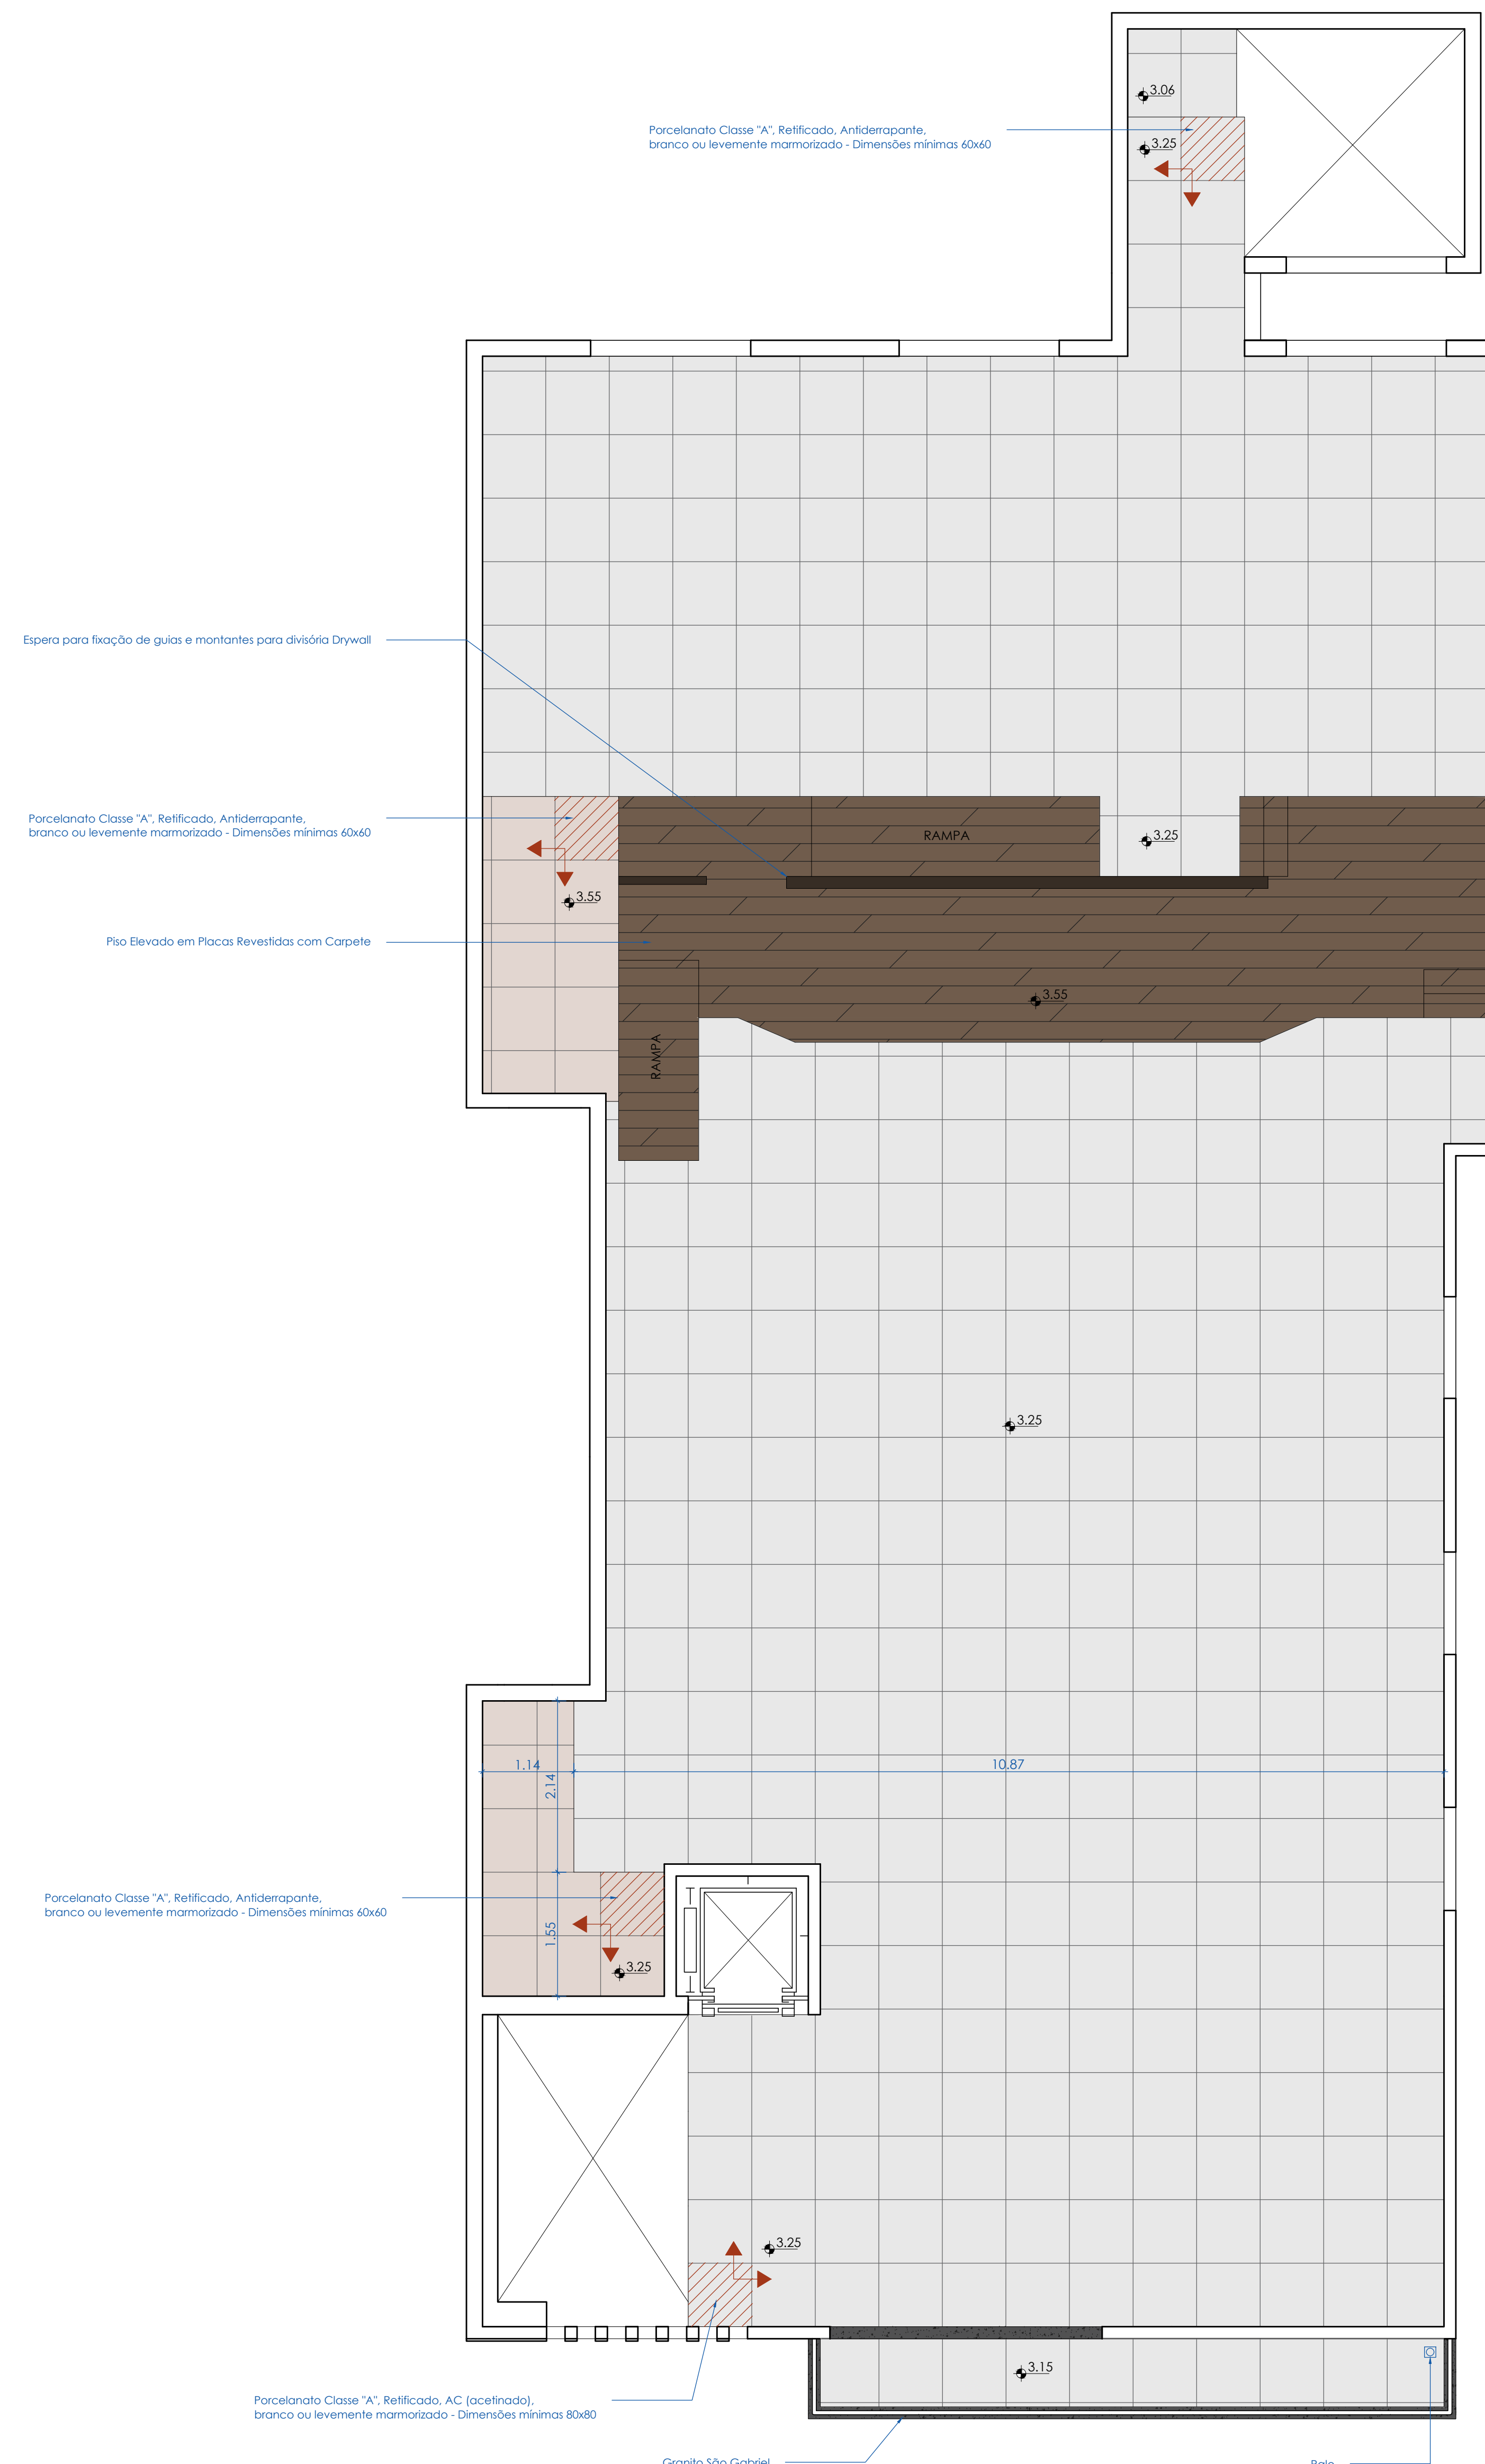 3.06
Porcelanato Classe "A", Retificado, Antiderrapante,
branco ou levemente marmorizado - Dimensões mínimas 60x60
3.25
Espera para fixação de guias e montantes para divisória Drywall
Porcelanato Classe "A", Retificado, Antiderrapante,
branco ou levemente marmorizado - Dimensões mínimas 60x60
RAMPA
3.25
3.55
Piso Elevado em Placas Revestidas com Carpete
3.55
RAMPA
3.25
1.14
10.87
2.14
Porcelanato Classe "A", Retificado, Antiderrapante,
branco ou levemente marmorizado - Dimensões mínimas 60x60
1.55
3.25
3.25
3.15
Porcelanato Classe "A", Retificado, AC (acetinado),
branco ou levemente marmorizado - Dimensões mínimas 80x80
Granito São Gabriel
Ralo